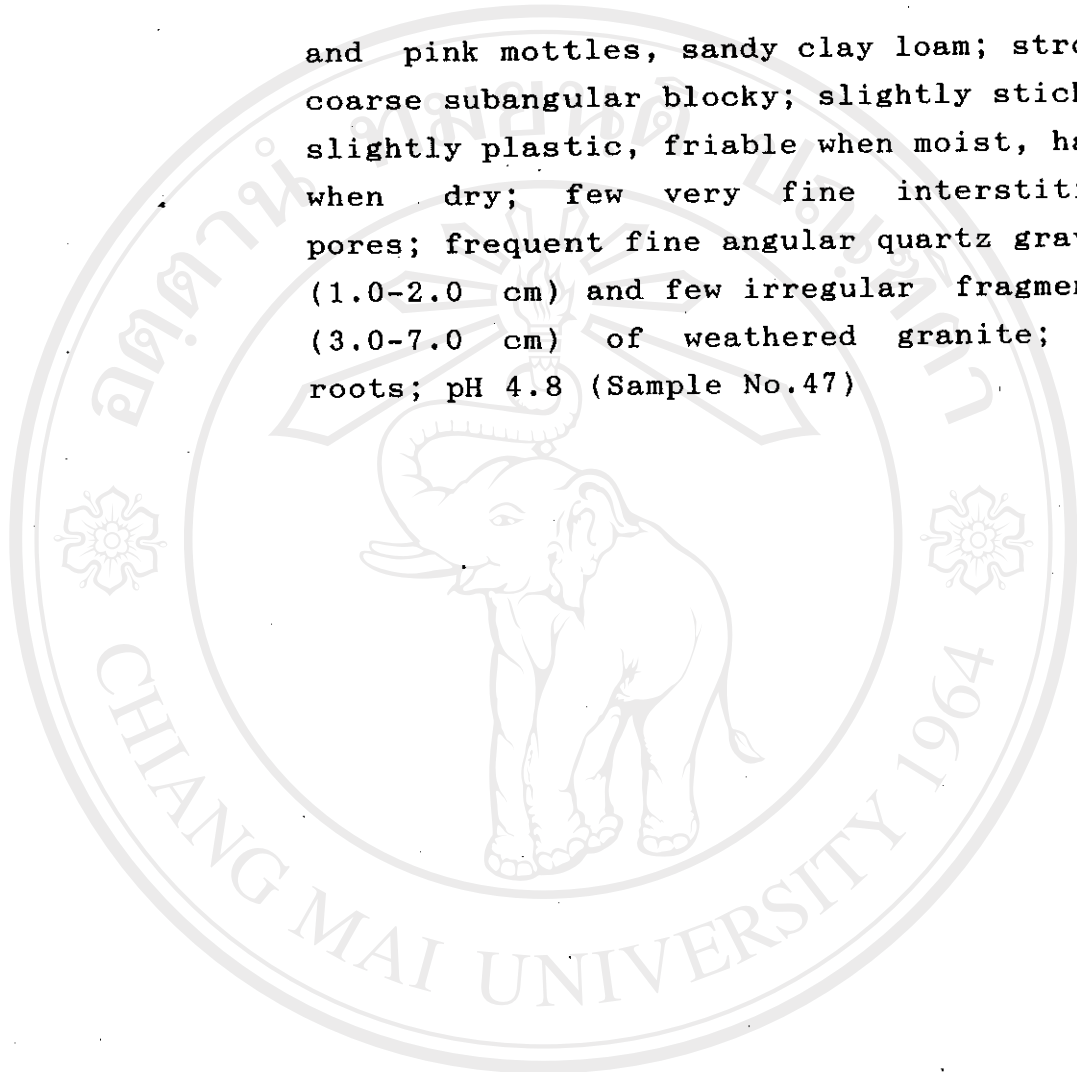 and pink mottles, sandy clay loam;
coarse subangular blocky; slightly
slightly plastic, friable when moist,
when dry; few very fine
pores; frequent fine angular quartz
(1.0-2.0 cm) and few irregular
(3.0-7.0 cm) of weathered granite;
roots; pH 4.8 (Sample No.47)
CHIANG MAI UNIVERSITY 1964